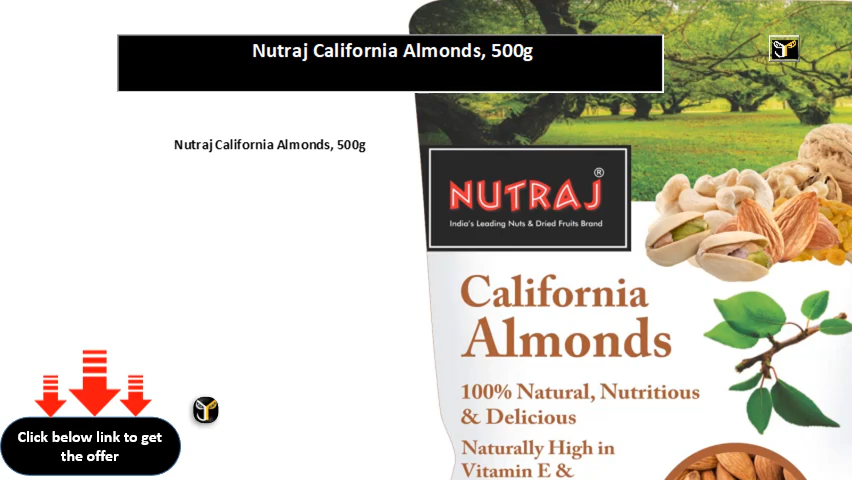 Nutraj California Almonds, 500g
Nutraj California Almonds, 500g
NUTRAJ®
India's Leading Nuts & Dried Fruits Brand
California
Almonds
100% Natural, Nutritious
& Delicious
Naturally High in
Vitamin E &
Click below link to get
the offer